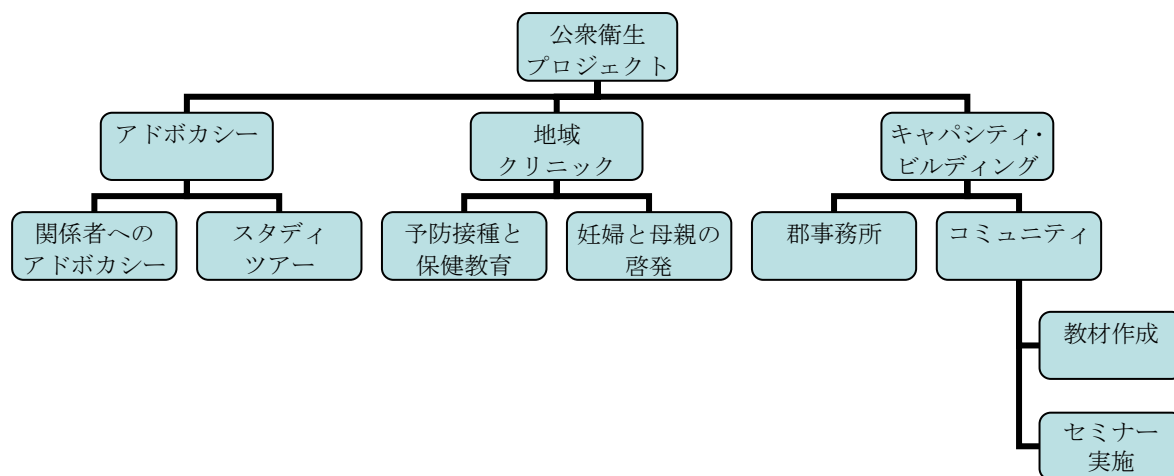 公衆衛生
プロジェクト
アドボカシー
地域
クリニック
キャパシティ・
ビルディング
関係者への
アドボカシー
スタディ
ツアー
予防接種と
保健教育
妊婦と母親の
啓発
郡事務所
コミュニティ
教材作成
セミナー
実施